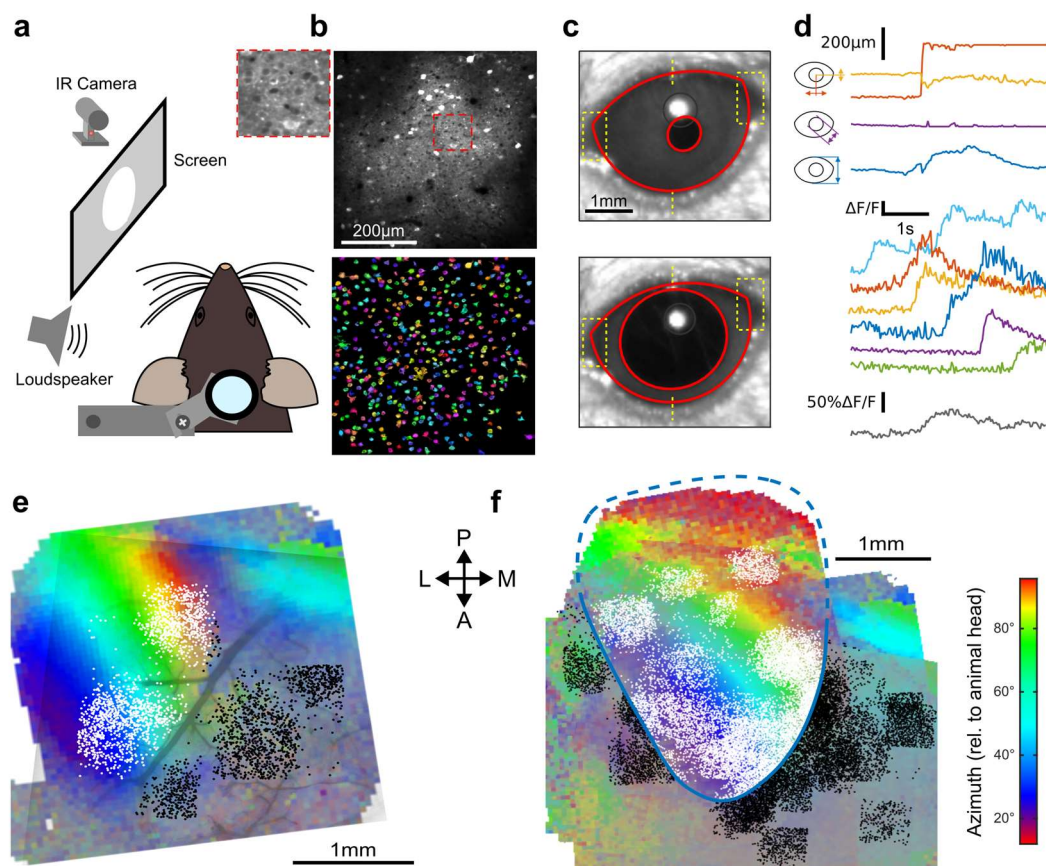 a
IR Camera
Screen
Loudspeaker
b
200µm
c
1mm
d
200µm
ΔF/F
1s
50%ΔF/F
e
P
L
M
A
1mm
f
1mm
80°
60°
40°
20°
Azimuth (rel. to animal head)